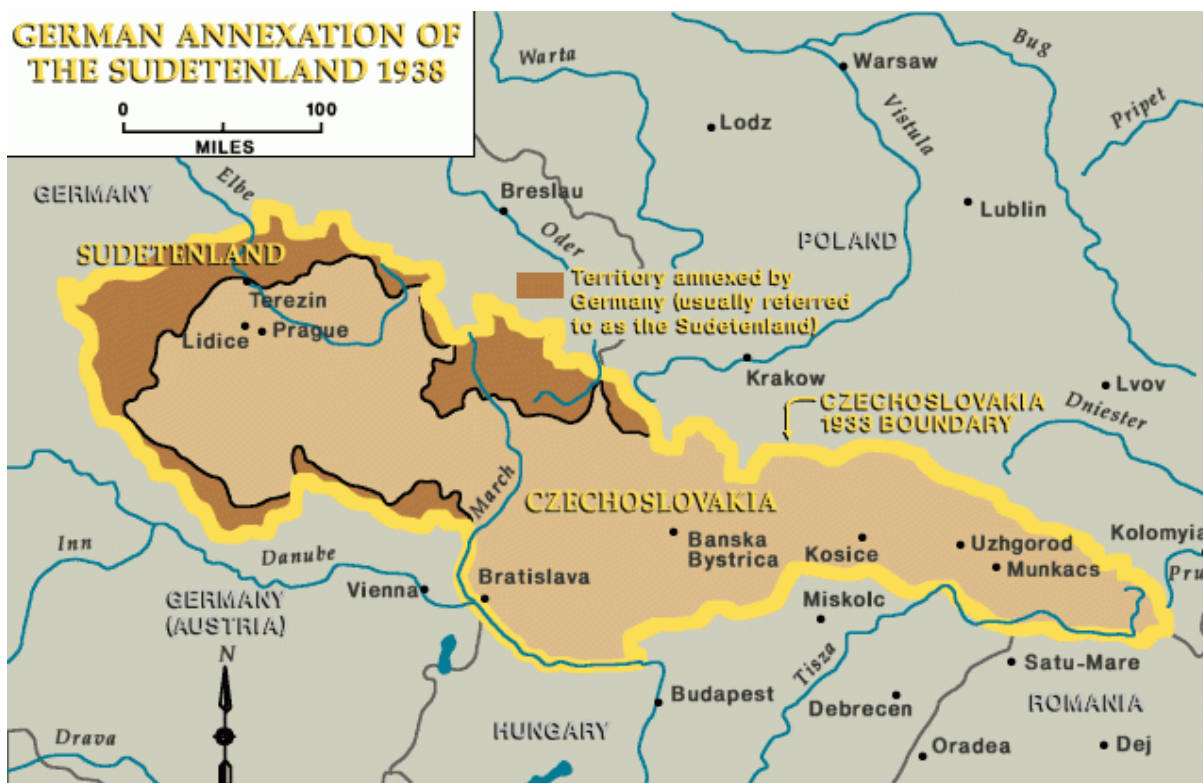 GERMAN ANNEXATION OF
THE SUDETENLAND 1938
0 100
MILES
Warta
Warsaw
Bug
Lodz
Vistula
Pripet
GERMANY
Elbe
Breslau
Lublin
Oder
POLAND
SUDETENLAND
Territory annexed by
Germany (usually referred
to as the Sudetenland)
Terezin
Lidice
Prague
Krakow
Lvov
CZECHOSLOVAKIA
1933 BOUNDARY
Dniester
March
CZECHOSLOVAKIA
Banska
Bystrica
Kosice
Uzhgorod
Munkacs
Kolomyia
Pru
Inn
Danube
Vienna
Bratislava
GERMANY
(AUSTRIA)
Miskolc
Tisza
Satu-Mare
N
Budapest
Debrecen
ROMANIA
HUNGARY
Drava
Oradea
Dej